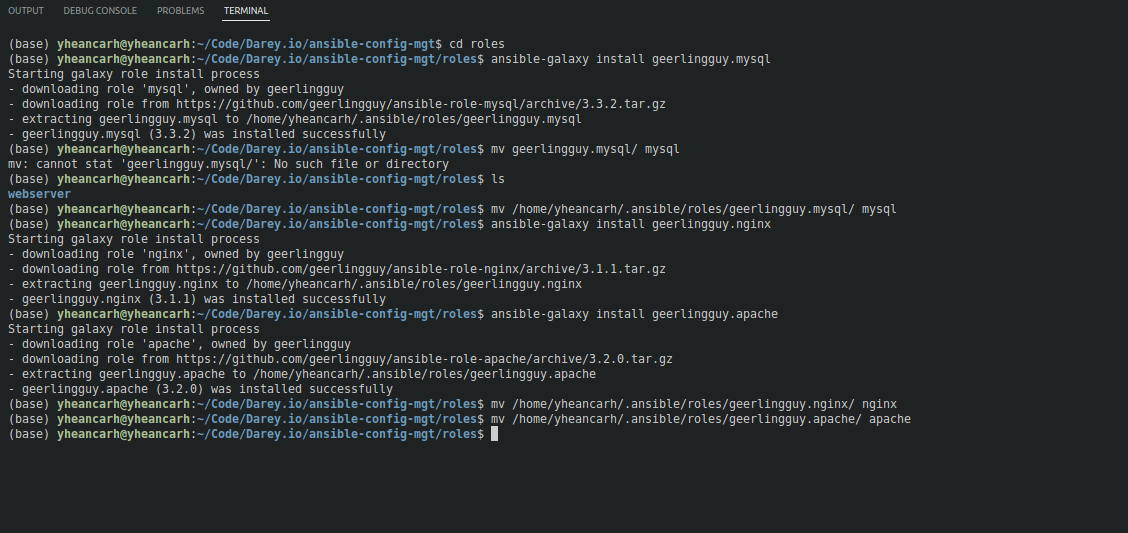 OUTPUT DEBUG CONSOLE PROBLEMS TERMINAL
(base) yheancarh@yheancarh:~/Code/Darey.io/ansible-config-mgt$ cd roles
(base) yheancarh@yheancarh:~/Code/Darey.io/ansible-config-mgt/roles$ ansible-galaxy install geerlingguy.mysql
Starting galaxy role install process
- downloading role 'mysql', owned by geerlingguy
- downloading role from https://github.com/geerlingguy/ansible-role-mysql/archive/3.3.2.tar.gz
- extracting geerlingguy.mysql to /home/yheancarh/.ansible/roles/geerlingguy.mysql
- geerlingguy.mysql (3.3.2) was installed successfully
(base) yheancarh@yheancarh:~/Code/Darey.io/ansible-config-mgt/roles$ mv geerlingguy.mysql/ mysql
mv: cannot stat 'geerlingguy.mysql/': No such file or directory
(base) yheancarh@yheancarh:~/Code/Darey.io/ansible-config-mgt/roles$ ls
webserver
(base) yheancarh@yheancarh:~/Code/Darey.io/ansible-config-mgt/roles$ mv /home/yheancarh/.ansible/roles/geerlingguy.mysql/ mysql
(base) yheancarh@yheancarh:~/Code/Darey.io/ansible-config-mgt/roles$ ansible-galaxy install geerlingguy.nginx
Starting galaxy role install process
- downloading role 'nginx', owned by geerlingguy
- downloading role from https://github.com/geerlingguy/ansible-role-nginx/archive/3.1.1.tar.gz
- extracting geerlingguy.nginx to /home/yheancarh/.ansible/roles/geerlingguy.nginx
- geerlingguy.nginx (3.1.1) was installed successfully
(base) yheancarh@yheancarh:~/Code/Darey.io/ansible-config-mgt/roles$ ansible-galaxy install geerlingguy.apache
Starting galaxy role install process
- downloading role 'apache', owned by geerlingguy
- downloading role from https://github.com/geerlingguy/ansible-role-apache/archive/3.2.0.tar.gz
- extracting geerlingguy.apache to /home/yheancarh/.ansible/roles/geerlingguy.apache
- geerlingguy.apache (3.2.0) was installed successfully
(base) yheancarh@yheancarh:~/Code/Darey.io/ansible-config-mgt/roles$ mv /home/yheancarh/.ansible/roles/geerlingguy.nginx/ nginx
(base) yheancarh@yheancarh:~/Code/Darey.io/ansible-config-mgt/roles$ mv /home/yheancarh/.ansible/roles/geerlingguy.apache/ apache
(base) yheancarh@yheancarh:~/Code/Darey.io/ansible-config-mgt/roles$